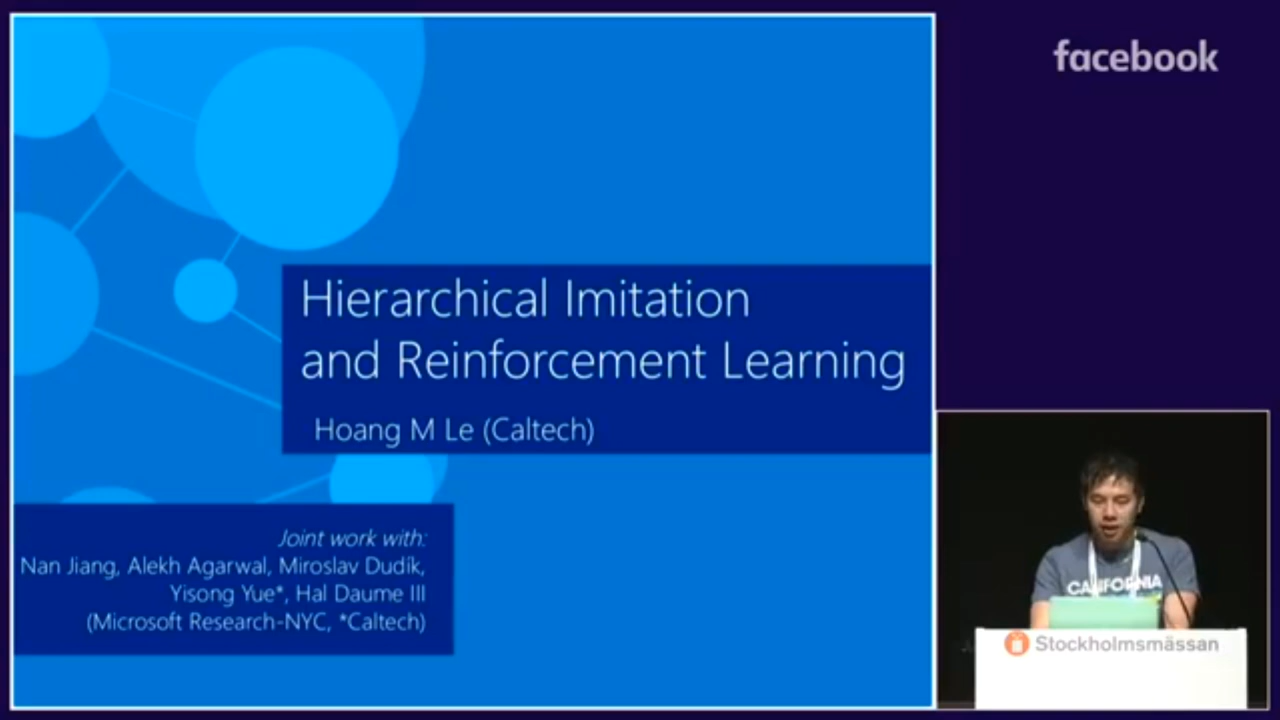 facebook
Hierarchical Imitation
and Reinforcement Learning
Hoang M Le (Caltech)
Joint work with:
Nan Jiang, Alekh Agarwal, Miroslav Dudík,
Yisong Yue*, Hal Daume III
(Microsoft Research-NYC, *Caltech)
CALIFORNIA
Stockholmsmässan